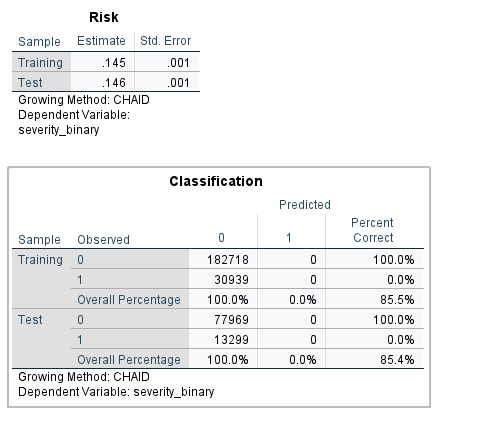 Risk
Sample Estimate Std. Error
Training .145 .001
Test .146 .001
Growing Method: CHAID
Dependent Variable:
severity_binary
Classification
Predicted
Percent
Sample Observed 0 1 Correct
Training 0 182718 0 100.0%
1 30939 0 0.0%
Overall Percentage 100.0% 0.0% 85.5%
Test 0 77969 0 100.0%
1 13299 0 0.0%
Overall Percentage 100.0% 0.0% 85.4%
Growing Method: CHAID
Dependent Variable: severity_binary